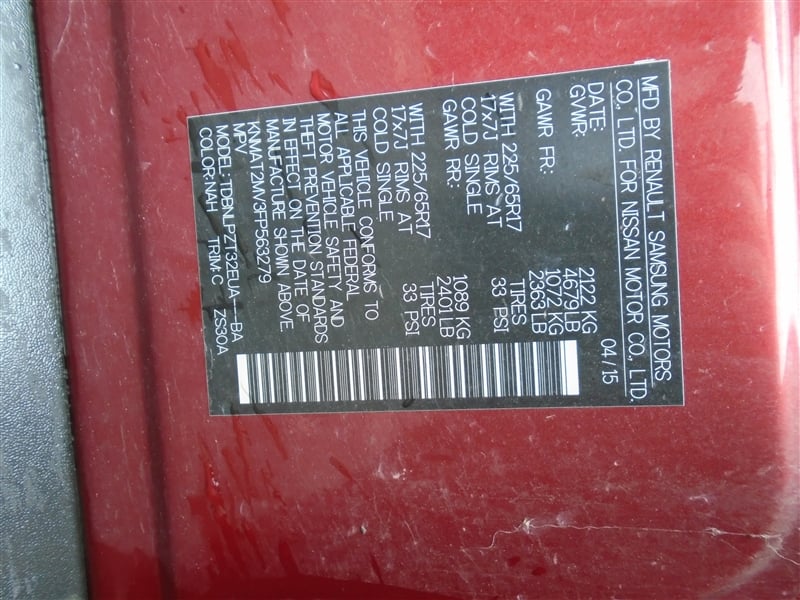 MFD BY RENAULT SAMSUNG MOTORS
CO., LTD. FOR NISSAN MOTOR CO., LTD.
DATE: 04/15
GVWR: 2122 KG
4679 LB
GAWR FR: 1072 KG
2363 LB
WITH 225/65R17 TIRES
17x7J RIMS AT 33 PSI
COLD SINGLE
GAWR RR: 1089 KG
2401 LB
WITH 225/65R17 TIRES
17x7J RIMS AT 33 PSI
COLD SINGLE
THIS VEHICLE CONFORMS TO
ALL APPLICABLE FEDERAL
MOTOR VEHICLE SAFETY AND
THEFT PREVENTION STANDARDS
IN EFFECT ON THE DATE OF
MANUFACTURE SHOWN ABOVE
KNMAT2MV3FP563279
MPV
MODEL: TDBNLPZT32EUA----BA
COLOR:NAH TRIM:C ZSS0A